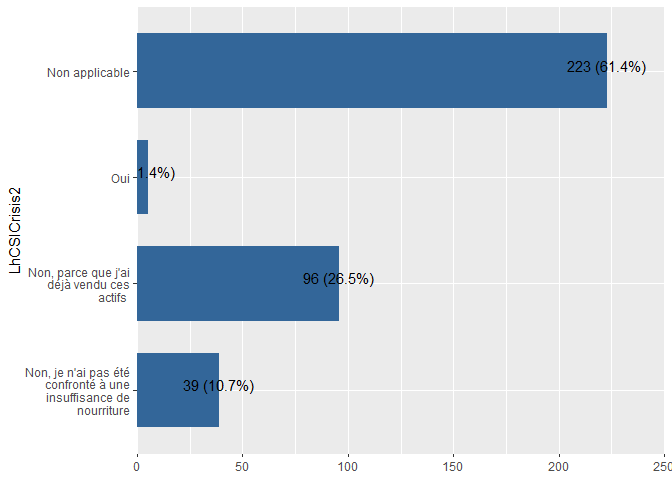 LhCSICrisis2
Non applicable
223 (61.4%)
Oui
1.4%)
Non, parce que j'ai
déjà vendu ces
actifs
96 (26.5%)
Non, je n'ai pas été
confronté à une
insuffisance de
nourriture
39 (10.7%)
0
50
100
150
200
250